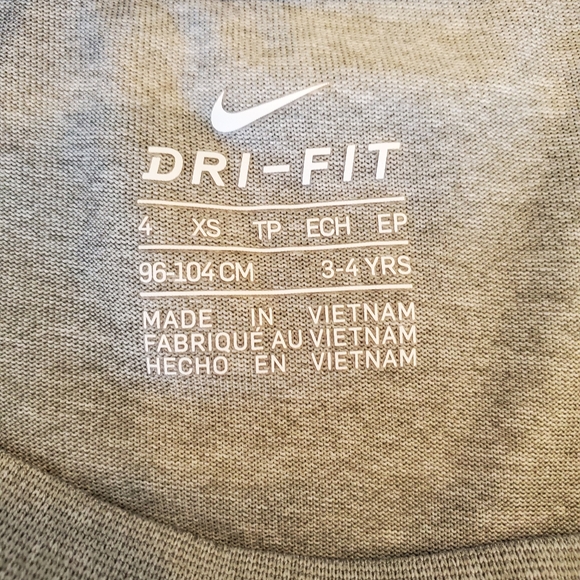 DRI-FIT
4 XS TP ECH EP
96-104 CM 3-4 YRS
MADE IN VIETNAM
FABRIQUÉ AU VIETNAM
HECHO EN VIETNAM